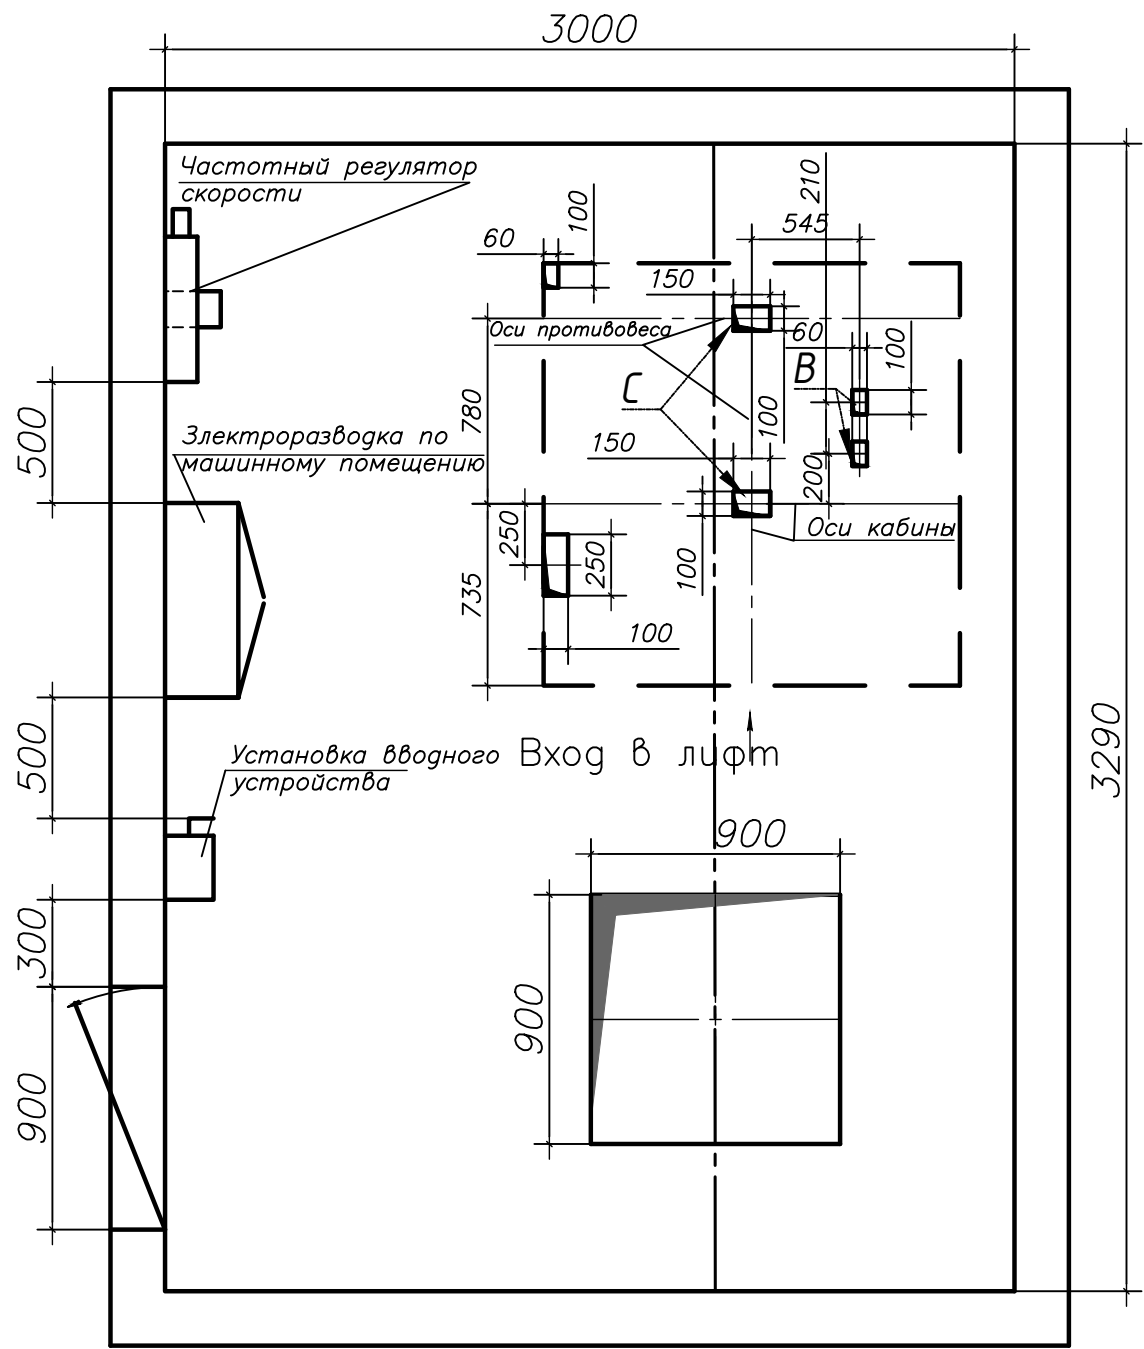 3000
Частотный регулятор
скорости
210
100
545
60
150
Оси противовеса
60
100
C
B
780
500
100
Злектроразводка по
машинному помещению
150
200
250
Оси кабины
250
100
735
100
3290
500
Установка вводного
устройства
Вход в лифт
900
300
900
900